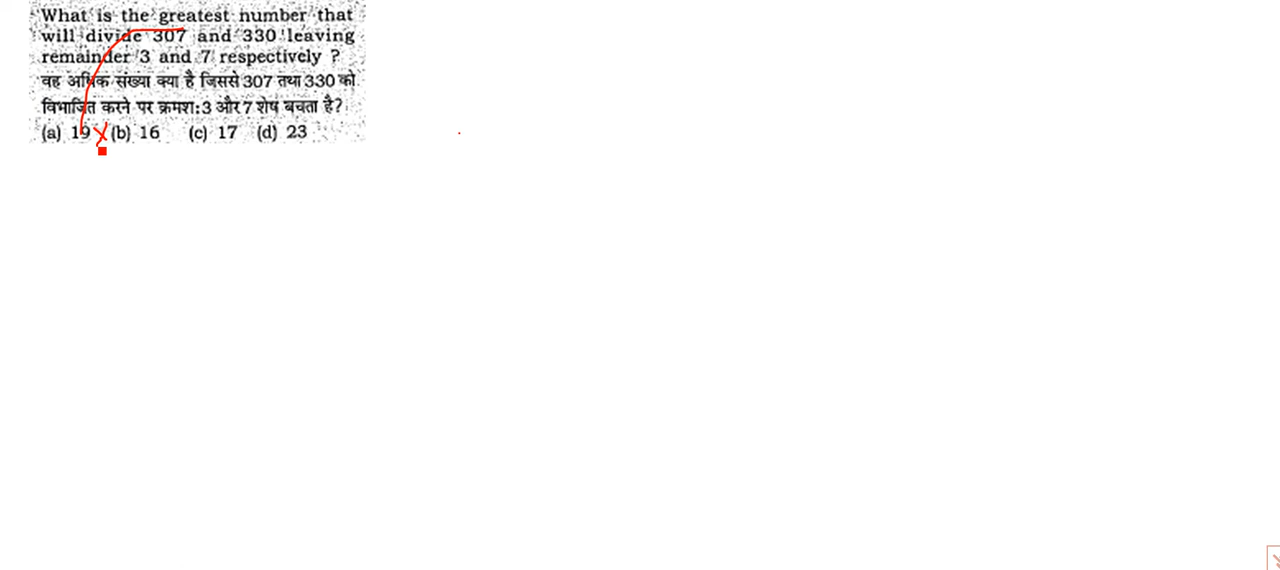 What is the greatest number that
will divide 307 and 330 leaving
remainder 3 and 7 respectively ?
वह अधिक संख्या क्या है जिससे 307 तथा 330 को
विभाजित करने पर क्रमश: 3 और 7 शेष बचता है?
(a) 19 (b) 16 (c) 17 (d) 23